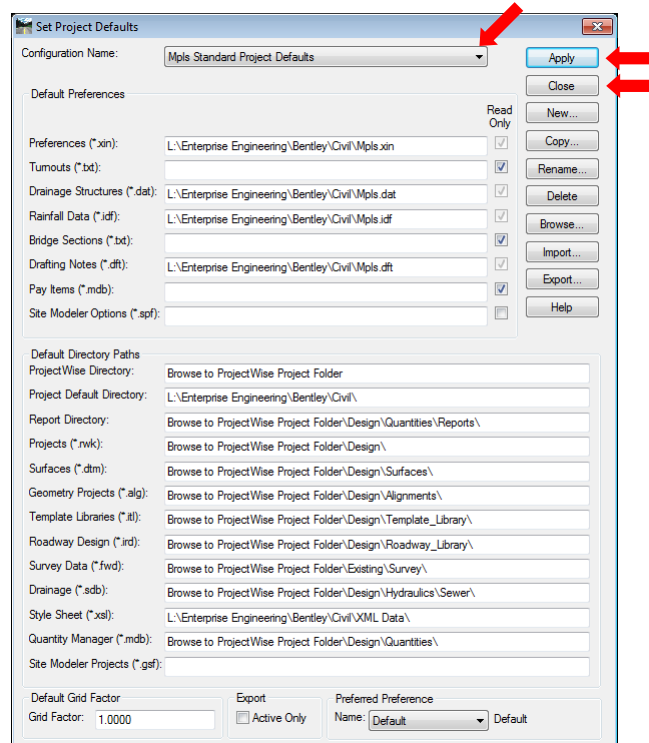 Set Project Defaults
Configuration Name: Mpls Standard Project Defaults Apply
Close
Default Preferences
Read Only New...
Preferences (*.xin): L:\Enterprise Engineering\Bentley\Civil\Mpls.xin Copy...
Turnouts (*.txt): Rename...
Drainage Structures (*.dat): L:\Enterprise Engineering\Bentley\Civil\Mpls.dat Delete
Rainfall Data (*.idf): L:\Enterprise Engineering\Bentley\Civil\Mpls.idf Browse...
Bridge Sections (*.txt): Import...
Drafting Notes (*.dft): L:\Enterprise Engineering\Bentley\Civil\Mpls.dft Export...
Pay Items (*.mdb):
Site Modeler Options (*.spf): Help
Default Directory Paths
ProjectWise Directory: Browse to ProjectWise Project Folder
Project Default Directory: L:\Enterprise Engineering\Bentley\Civil\
Report Directory: Browse to ProjectWise Project Folder\Design\Quantities\Reports\
Projects (*.rwk): Browse to ProjectWise Project Folder\Design\
Surfaces (*.dtm): Browse to ProjectWise Project Folder\Design\Surfaces\
Geometry Projects (*.alg): Browse to ProjectWise Project Folder\Design\Alignments\
Template Libraries (*.itl): Browse to ProjectWise Project Folder\Design\Template_Library\
Roadway Design (*.ird): Browse to ProjectWise Project Folder\Design\Roadway_Library\
Survey Data (*.fwd): Browse to ProjectWise Project Folder\Existing\Survey\
Drainage (*.sdb): Browse to ProjectWise Project Folder\Design\Hydraulics\Sewer\
Style Sheet (*.xsl): L:\Enterprise Engineering\Bentley\Civil\XML Data\
Quantity Manager (*.mdb): Browse to ProjectWise Project Folder\Design\Quantities\
Site Modeler Projects (*.gsf):
Default Grid Factor Export Preferred Preference
Grid Factor: 1.0000 Active Only Name: Default Default